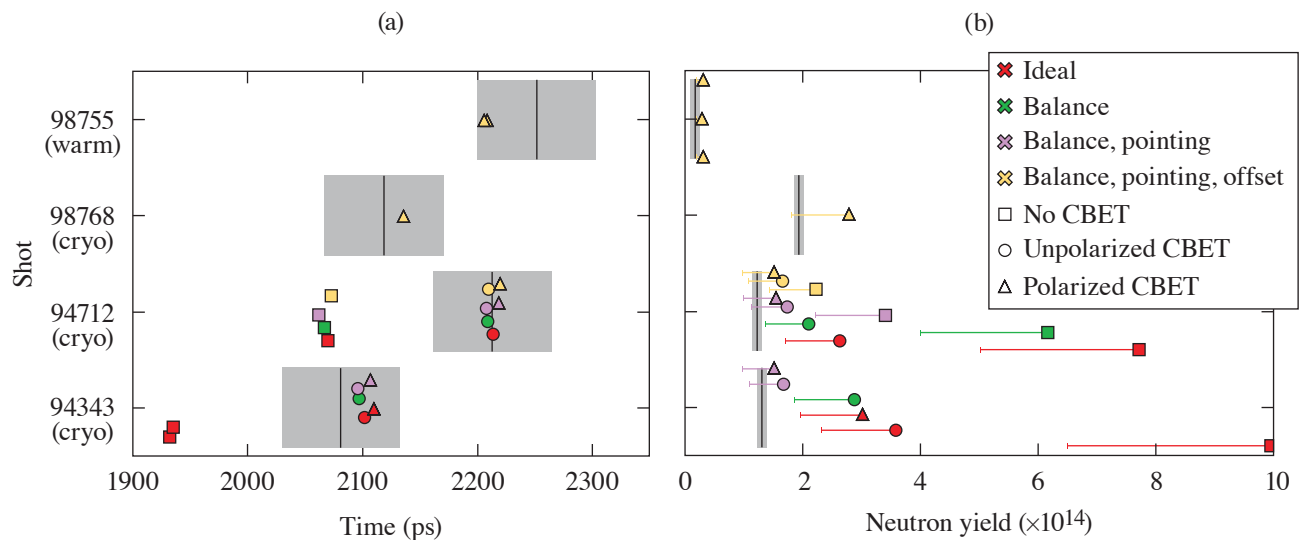 (a)
(b)
Shot
98755
(warm)
98768
(cryo)
94712
(cryo)
94343
(cryo)
1900 2000 2100 2200 2300
Time (ps)
Ideal
Balance
Balance, pointing
Balance, pointing, offset
No CBET
Unpolarized CBET
Polarized CBET
0 2 4 6 8 10
Neutron yield (×10¹⁴)